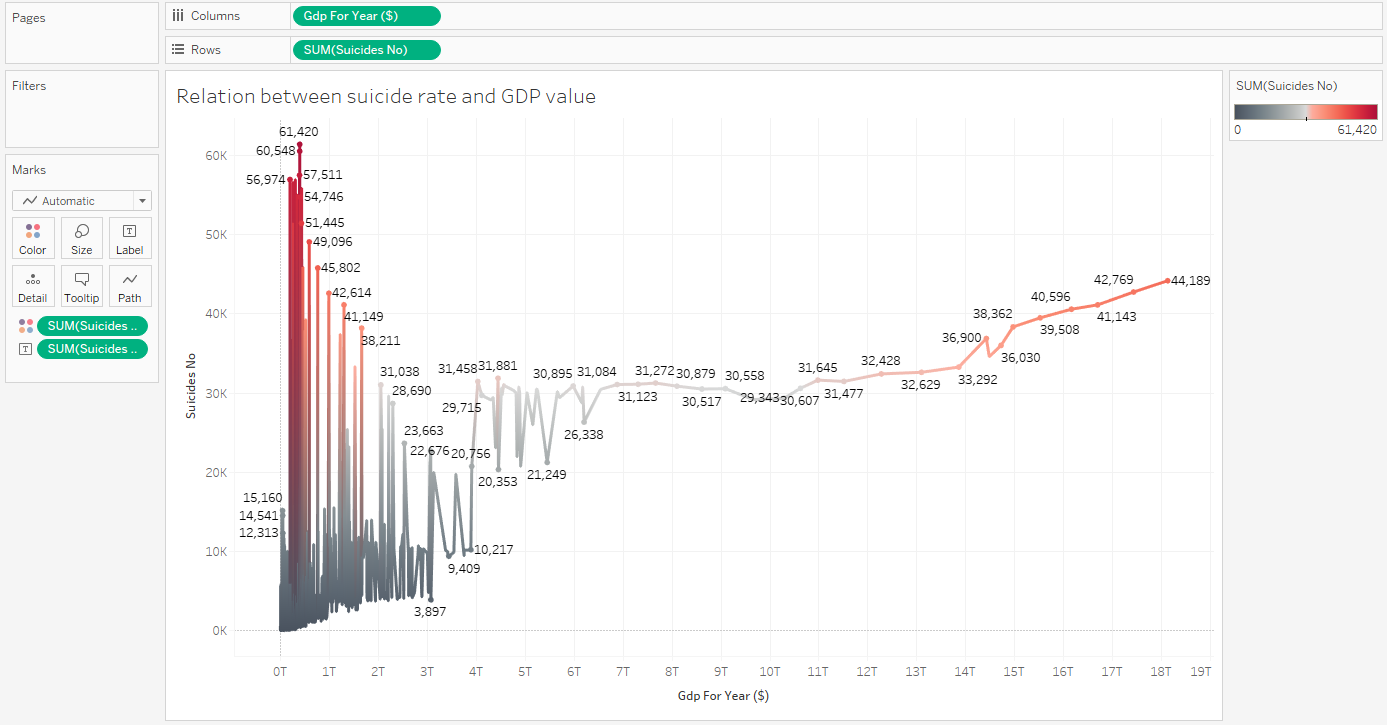 Pages
Columns
Gdp For Year ($)
Rows
SUM(Suicides No)
Filters
Marks
Automatic
Color
Size
Label
Detail
Tooltip
Path
SUM(Suicides ..
SUM(Suicides ..
Relation between suicide rate and GDP value
SUM(Suicides No)
0
61,420
Suicides No
60K
50K
40K
30K
20K
10K
0K
61,420
60,548
56,974
57,511
54,746
51,445
49,096
45,802
42,614
41,149
38,211
31,038
28,690
23,663
22,676
20,756
31,458
31,881
29,715
20,353
30,895
31,084
21,249
26,338
31,123
31,272
30,879
30,517
30,558
29,343
30,607
31,645
31,477
32,428
32,629
33,292
36,900
38,362
36,030
40,596
39,508
42,769
41,143
44,189
15,160
14,541
12,313
10,217
9,409
3,897
0T
1T
2T
3T
4T
5T
6T
7T
8T
9T
10T
11T
12T
13T
14T
15T
16T
17T
18T
19T
Gdp For Year ($)